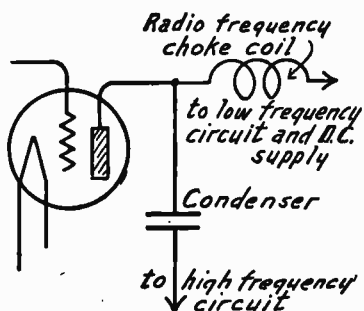 Radio frequency
choke coil
to low frequency
circuit and D.C.
supply
Condenser
to high frequency
circuit